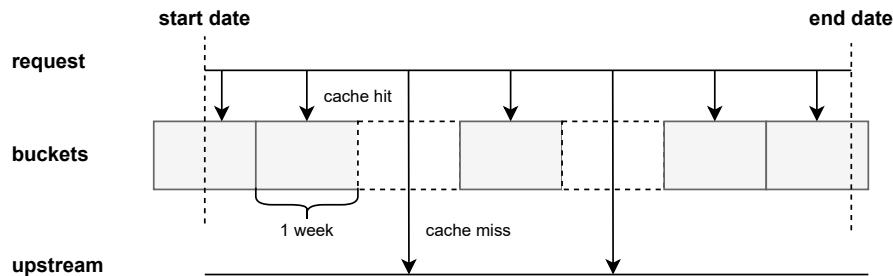 start date
end date
request
cache hit
buckets
1 week
cache miss
upstream